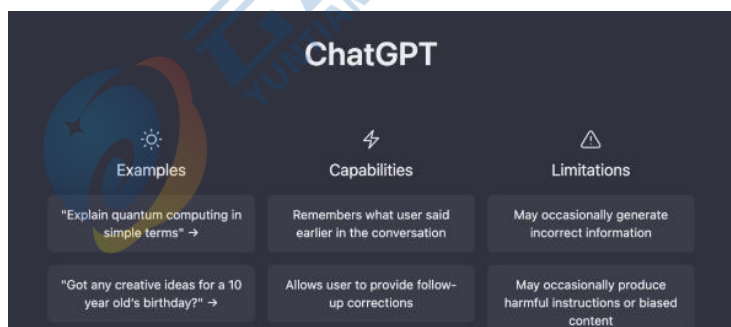 ChatGPT
Examples
Capabilities
Limitations
"Explain quantum computing in
simple terms" →
Remembers what user said
earlier in the conversation
May occasionally generate
incorrect information
"Got any creative ideas for a 10
year old's birthday?" →
Allows user to provide follow-
up corrections
May occasionally produce
harmful instructions or biased
content